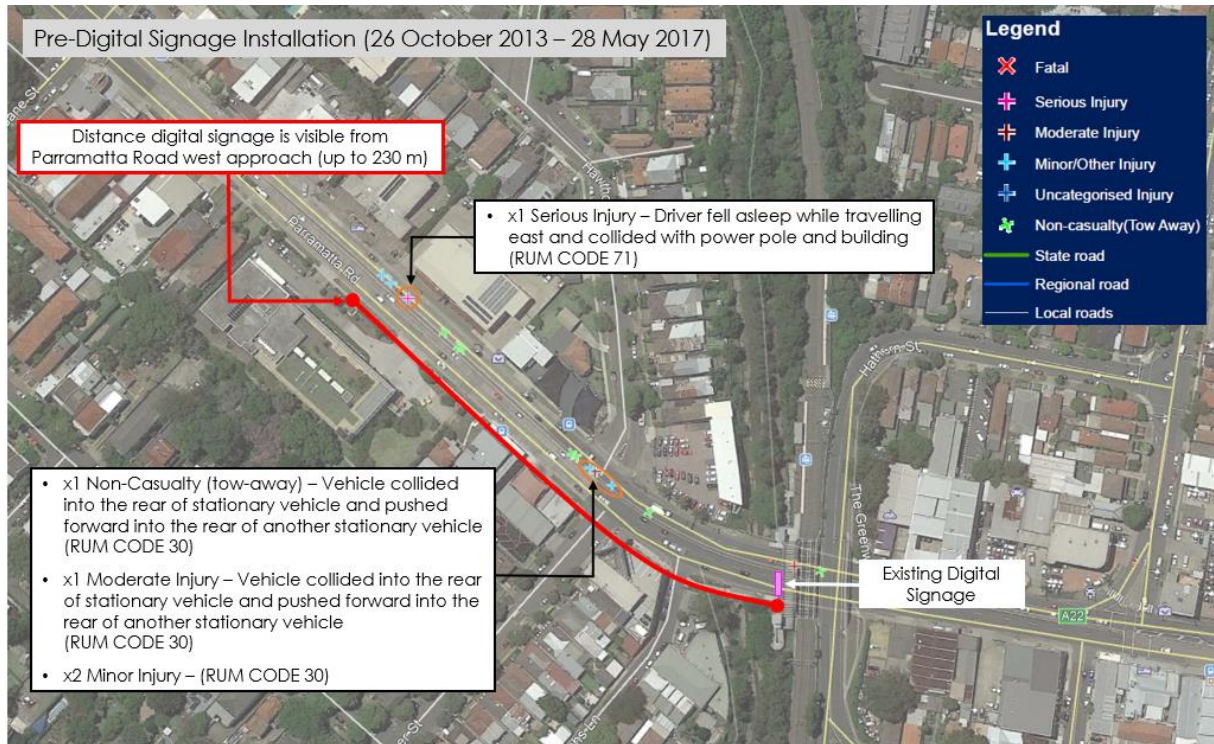 Pre-Digital Signage Installation (26 October 2013 – 28 May 2017)
Legend
Fatal
Serious Injury
Moderate Injury
Minor/Other Injury
Uncategorised Injury
Non-casualty(Tow Away)
State road
Regional road
Local roads
Distance digital signage is visible from
Parramatta Road west approach (up to 230 m)
• x1 Serious Injury – Driver fell asleep while travelling
east and collided with power pole and building
(RUM CODE 71)
Parramatta Rd
Hathern St
• x1 Non-Casualty (tow-away) – Vehicle collided
into the rear of stationary vehicle and pushed
forward into the rear of another stationary vehicle
(RUM CODE 30)
• x1 Moderate Injury – Vehicle collided into the rear
of stationary vehicle and pushed forward into the
rear of another stationary vehicle
(RUM CODE 30)
• x2 Minor Injury – (RUM CODE 30)
Existing Digital
Signage
A22